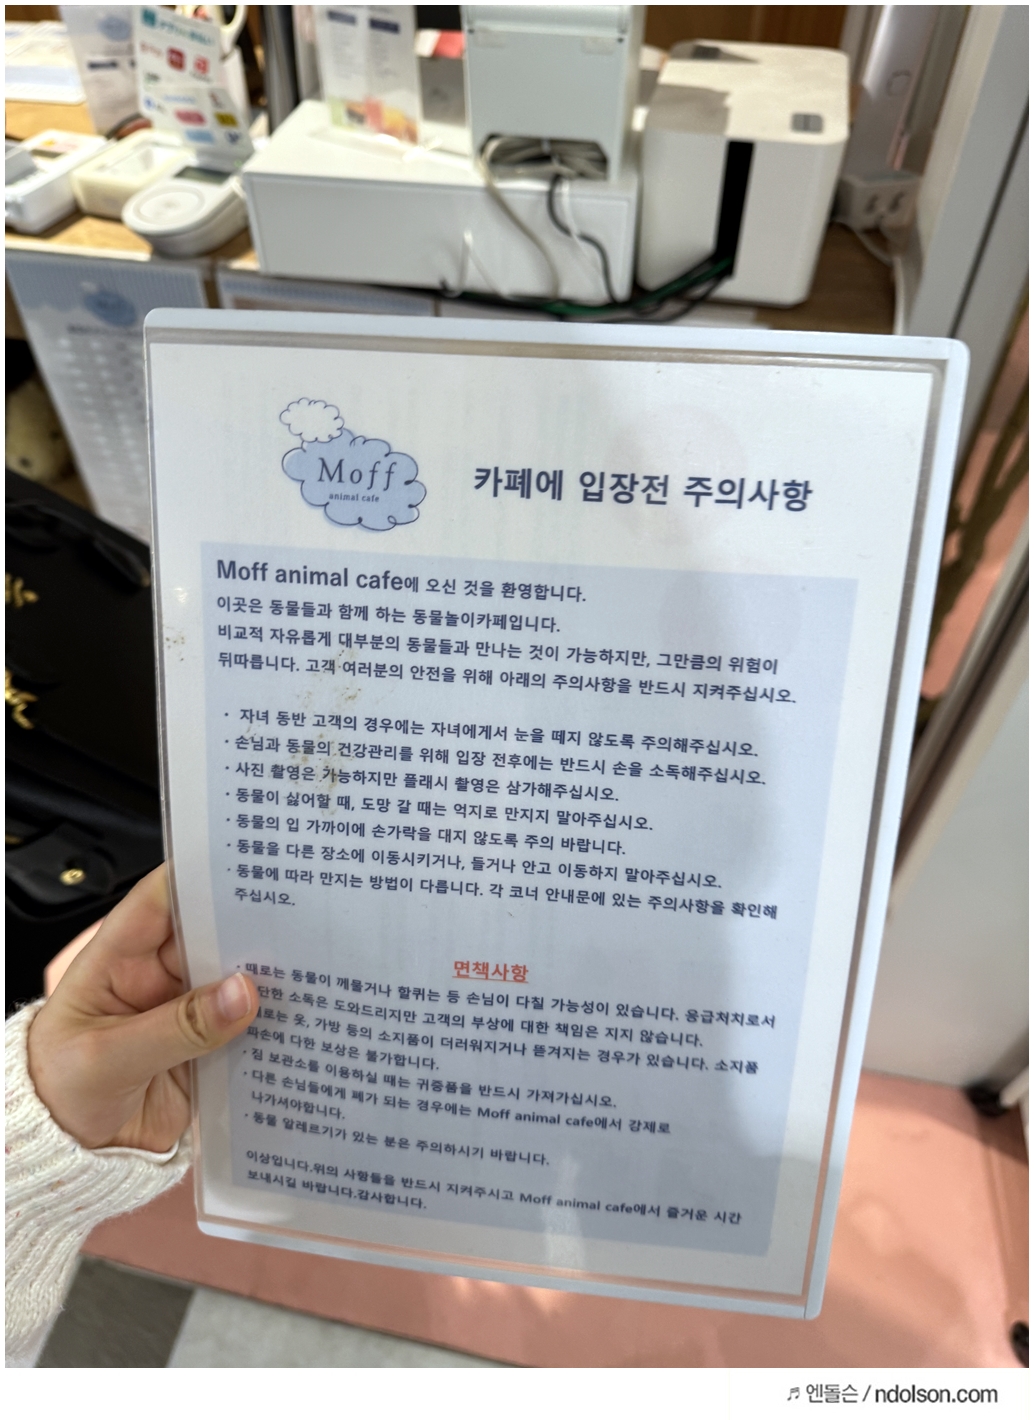 Moff
animal cafe
카폐에 입장전 주의사항
Moff animal cafe에 오신 것을 환영합니다.
이곳은 동물들과 함께 하는 동물놀이카페입니다.
비교적 자유롭게 대부분의 동물들과 만나는 것이 가능하지만, 그만큼의 위험이
뒤따릅니다. 고객 여러분의 안전을 위해 아래의 주의사항을 반드시 지켜주십시오.
· 자녀 동반 고객의 경우에는 자녀에게서 눈을 떼지 않도록 주의해주십시오.
· 손님과 동물의 건강관리를 위해 입장 전후에는 반드시 손을 소독해주십시오.
· 사진 촬영은 가능하지만 플래시 촬영은 삼가해주십시오.
· 동물이 싫어할 때, 도망 갈 때는 억지로 만지지 말아주십시오.
· 동물의 입 가까이에 손가락을 대지 않도록 주의 바랍니다.
· 동물을 다른 장소에 이동시키거나, 들거나 안고 이동하지 말아주십시오.
· 동물에 따라 만지는 방법이 다릅니다. 각 코너 안내문에 있는 주의사항을 확인해
주십시오.
면책사항
· 때로는 동물이 깨물거나 할퀴는 등 손님이 다칠 가능성이 있습니다. 응급처치로서
단한 소독은 도와드리지만 고객의 부상에 대한 책임은 지지 않습니다.
로는 옷, 가방 등의 소지품이 더러워지거나 뜯겨지는 경우가 있습니다. 소지품
파손에 다한 보상은 불가합니다.
· 짐 보관소를 이용하실 때는 귀중품을 반드시 가져가십시오.
· 다른 손님들에게 폐가 되는 경우에는 Moff animal cafe에서 강제로
나가셔야합니다.
· 동물 알레르기가 있는 분은 주의하시기 바랍니다.
이상입니다.위의 사항들을 반드시 지켜주시고 Moff animal cafe에서 즐거운 시간
보내시길 바랍니다.감사합니다.
엔돌슨 / ndolson.com